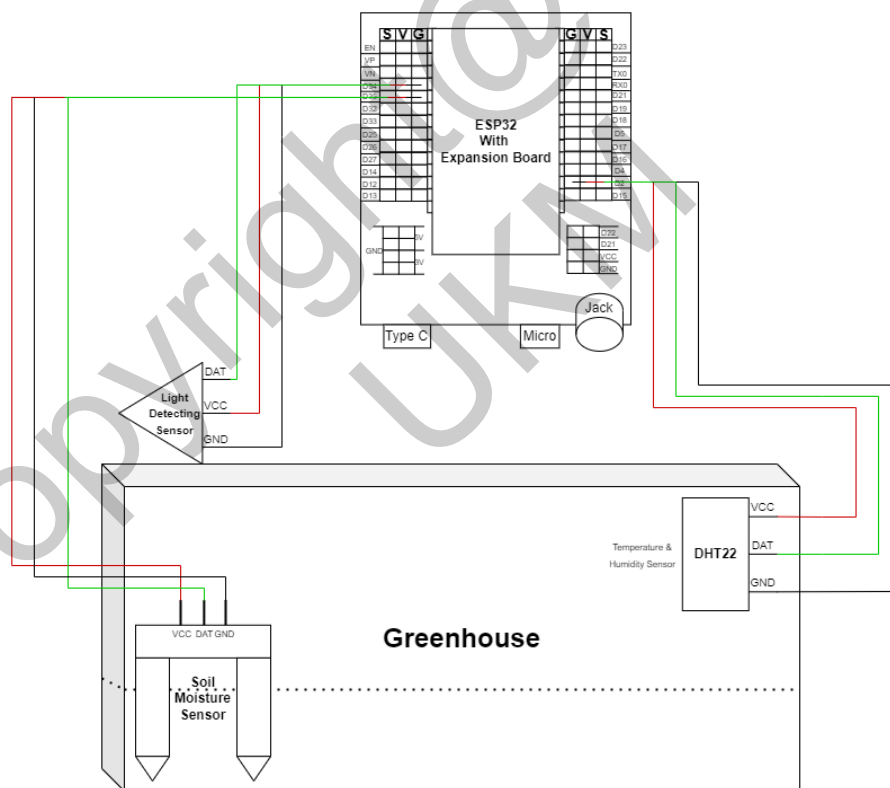 S V G
G V S
EN
VP
VN
D34
D35
D32
D33
D25
D26
D27
D14
D12
D13
D23
D22
TX0
RX0
D21
D19
D18
D5
D17
D16
D4
D2
D15
ESP32
With
Expansion Board
5V
GND
3V
D22
D21
VCC
GND
Jack
Type C
Micro
DAT
VCC
GND
Light
Detecting
Sensor
VCC
DAT
GND
Temperature &
Humidity Sensor
DHT22
Greenhouse
VCC DAT GND
Soil
Moisture
Sensor
opyright@
UKM